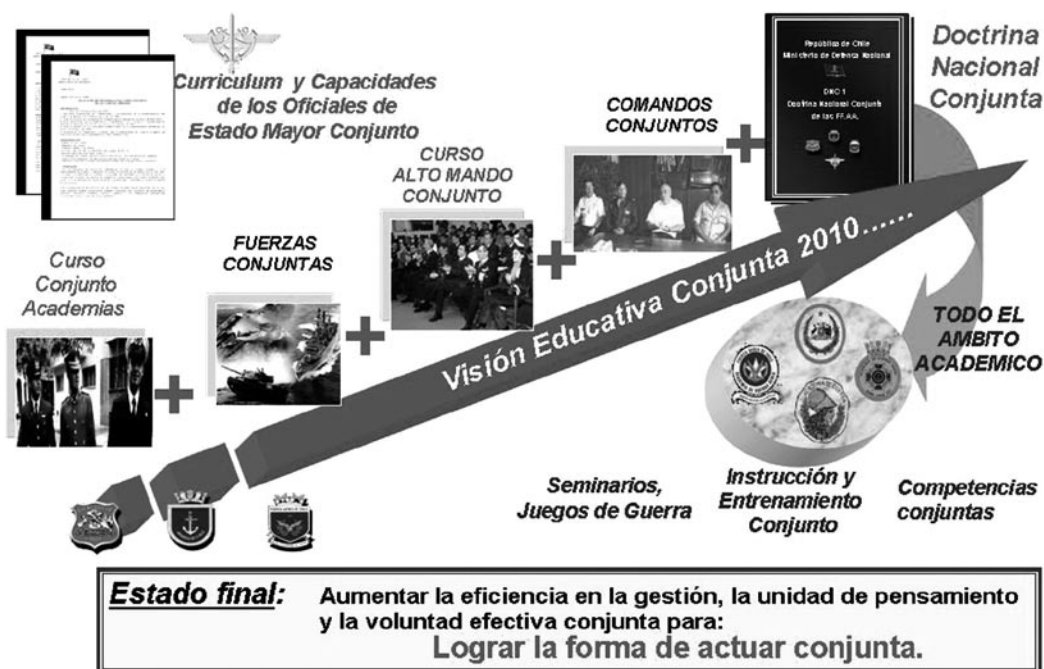 Curriculum y Capacidades
de los Oficiales de
Estado Mayor Conjunto
República de Chile
Ministerio de Defensa Nacional
DNC 1
Doctrina Nacional Conjunta
de las FF.AA.
Doctrina
Nacional
Conjunta
COMANDOS
CONJUNTOS
CURSO
ALTO MANDO
CONJUNTO
FUERZAS
CONJUNTAS
Curso
Conjunto
Academias
Visión Educativa Conjunta 2010......
TODO EL
AMBITO
ACADEMICO
Seminarios,
Juegos de Guerra
Instrucción y
Entrenamiento
Conjunto
Competencias
conjuntas
Estado final: Aumentar la eficiencia en la gestión, la unidad de pensamiento
y la voluntad efectiva conjunta para:
Lograr la forma de actuar conjunta.